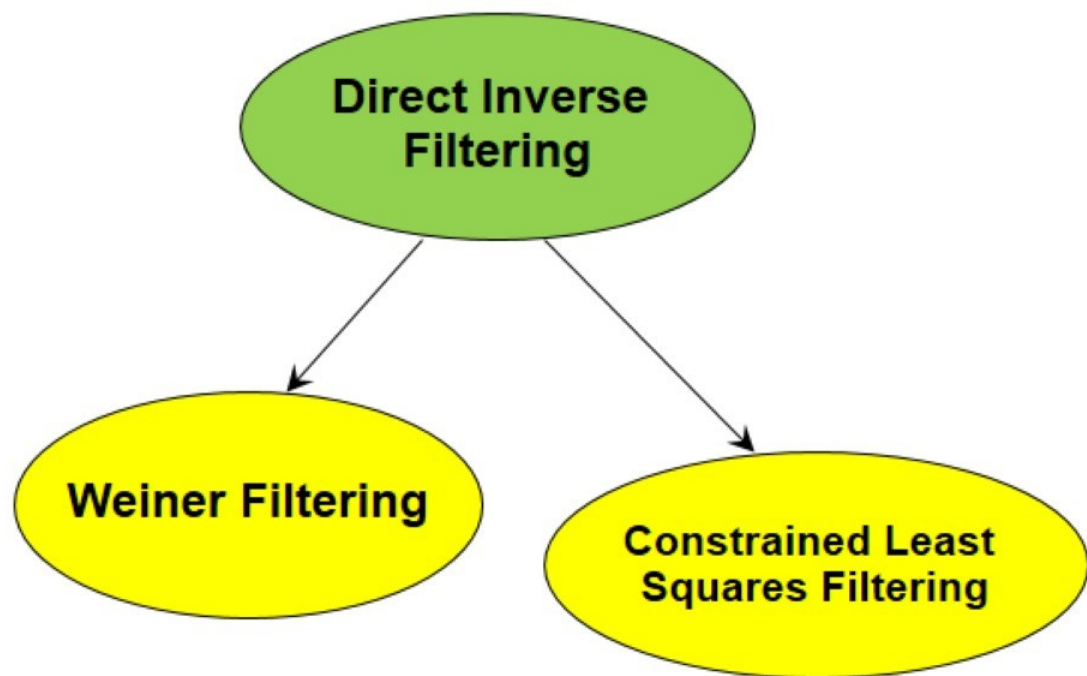 Direct Inverse
Filtering
Weiner Filtering
Constrained Least
Squares Filtering